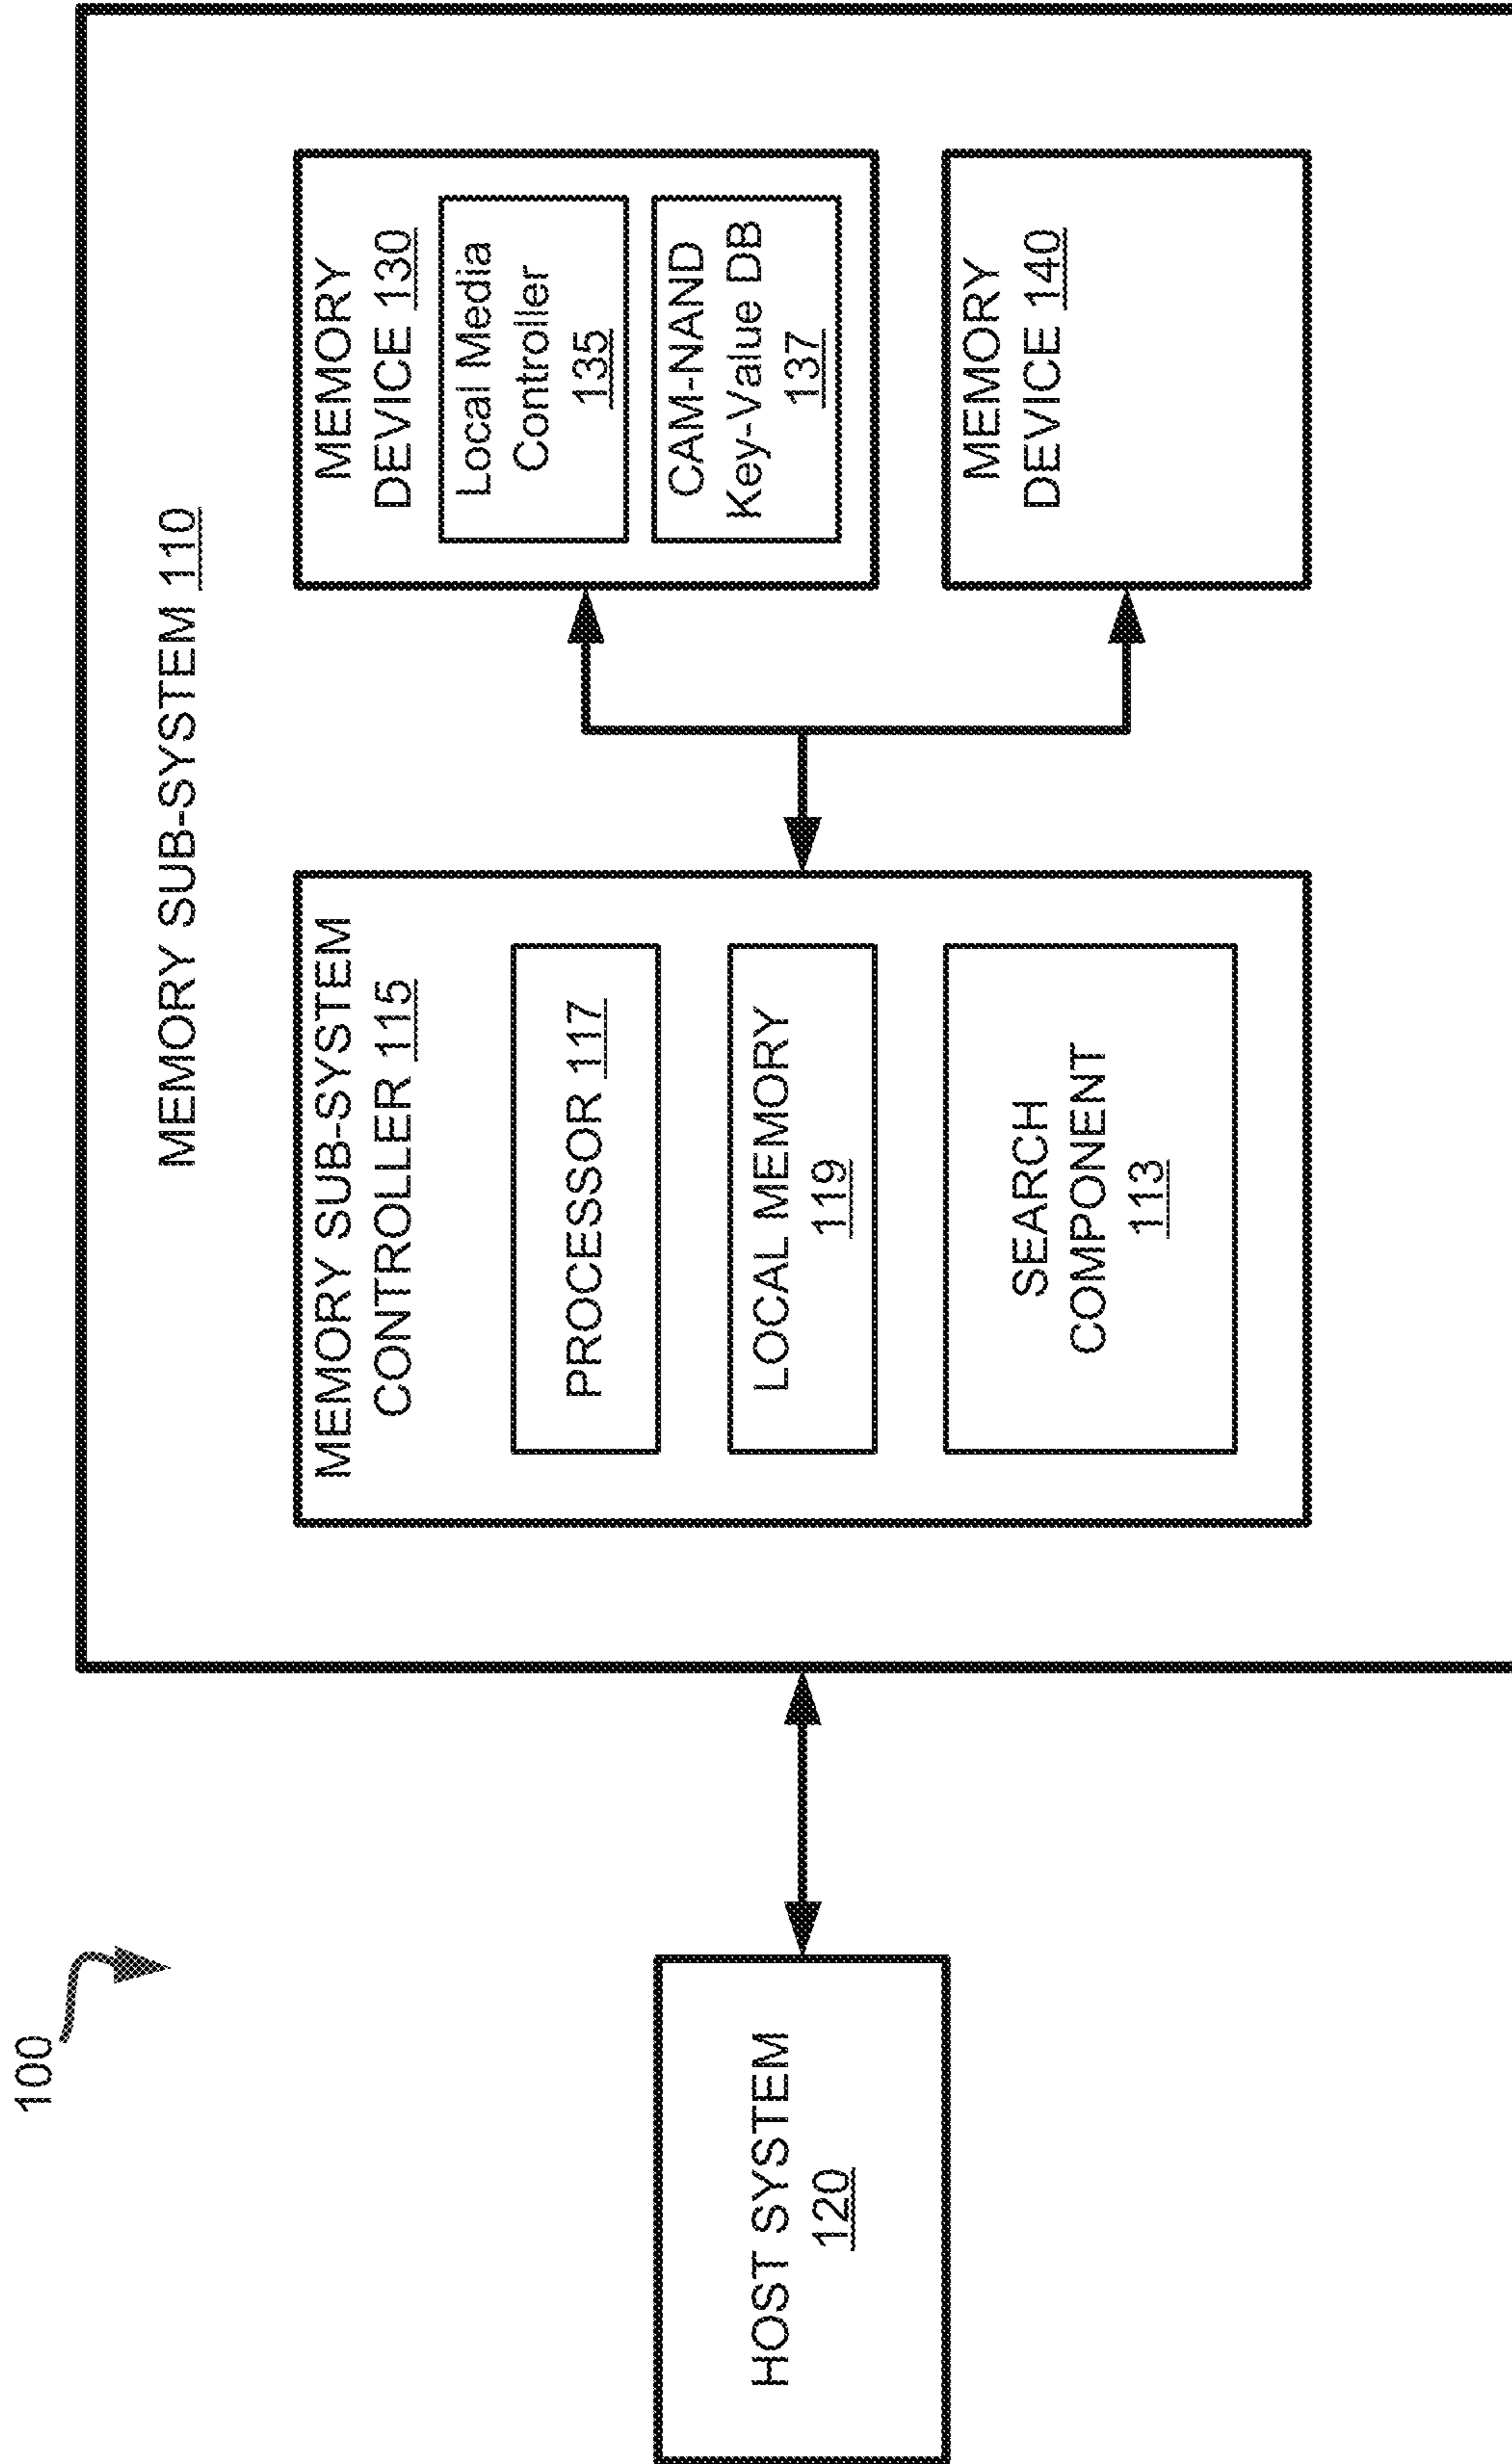 100
HOST SYSTEM
120
MEMORY SUB-SYSTEM 110
MEMORY SUB-SYSTEM
CONTROLLER 115
PROCESSOR 117
LOCAL MEMORY
119
SEARCH
COMPONENT
113
MEMORY
DEVICE 130
Local Media
Controller
135
CAM-NAND
Key-Value DB
137
MEMORY
DEVICE 140